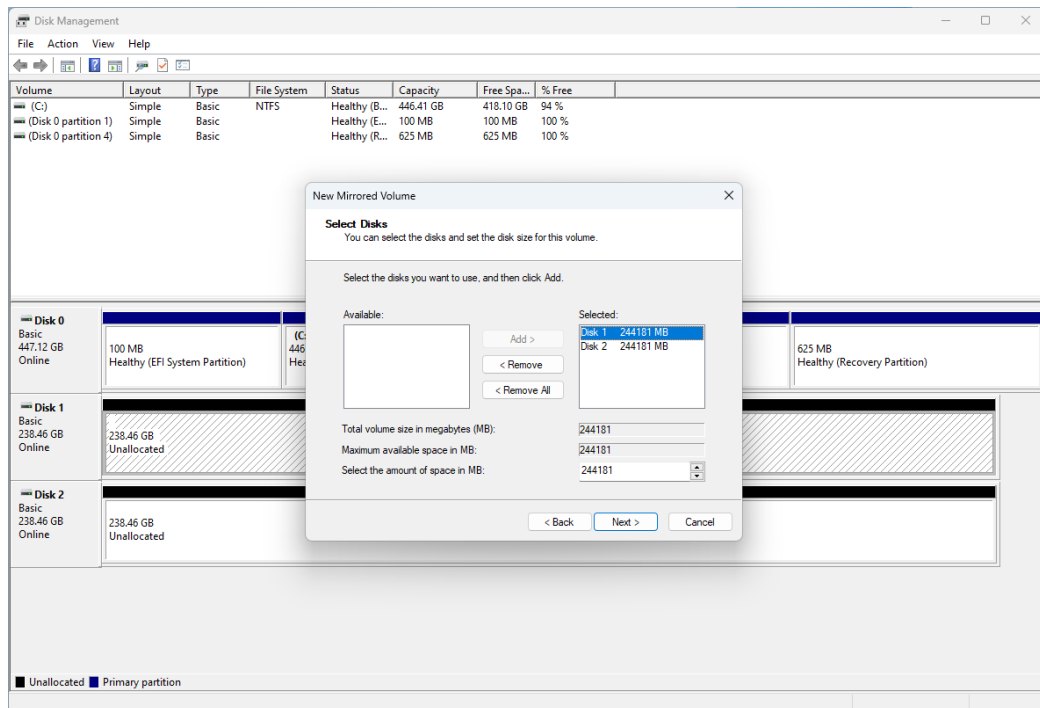 Disk Management
File Action View Help
Volume Layout Type File System Status Capacity Free Spa... % Free
(C:) Simple Basic NTFS Healthy (B... 446.41 GB 418.10 GB 94 %
(Disk 0 partition 1) Simple Basic Healthy (E... 100 MB 100 MB 100 %
(Disk 0 partition 4) Simple Basic Healthy (R... 625 MB 625 MB 100 %
New Mirrored Volume
Select Disks
You can select the disks and set the disk size for this volume.
Select the disks you want to use, and then click Add.
Available: Selected:
Disk 1 244181 MB
Disk 2 244181 MB
Add >
< Remove
< Remove All
Total volume size in megabytes (MB): 244181
Maximum available space in MB: 244181
Select the amount of space in MB: 244181
< Back Next > Cancel
Disk 0
Basic
447.12 GB
Online
100 MB
Healthy (EFI System Partition)
(C:
446
Hea
625 MB
Healthy (Recovery Partition)
Disk 1
Basic
238.46 GB
Online
238.46 GB
Unallocated
Disk 2
Basic
238.46 GB
Online
238.46 GB
Unallocated
Unallocated Primary partition